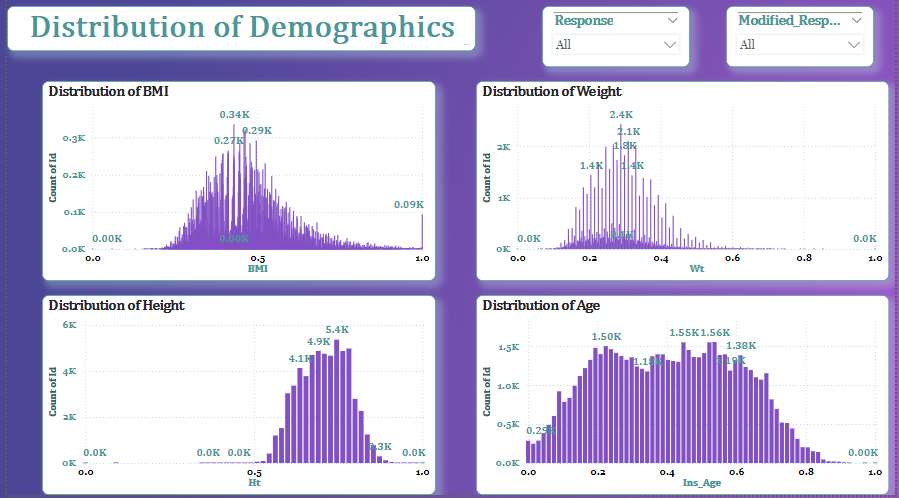 Distribution of Demographics
Response
All
Modified_Resp...
All
Distribution of BMI
Count of Id
0.3K
0.2K
0.1K
0.0K
0.00K
0.27K
0.34K
0.29K
0.00K
0.09K
0.0
0.5
1.0
BMI
Distribution of Weight
Count of Id
2K
1K
0K
0.0K
1.4K
2.4K
2.1K
1.8K
1.4K
0.0K
0.0
0.2
0.4
0.6
0.8
1.0
Wt
Distribution of Height
Count of Id
6K
4K
2K
0K
0.0K
0.0K
0.0K
4.1K
4.9K
5.4K
0.3K
0.0K
0.0
0.5
1.0
Ht
Distribution of Age
Count of Id
1.5K
1.0K
0.5K
0.0K
1.50K
1.55K
1.56K
1.38K
0.00K
0.0
0.2
0.4
0.6
0.8
1.0
Ins_Age